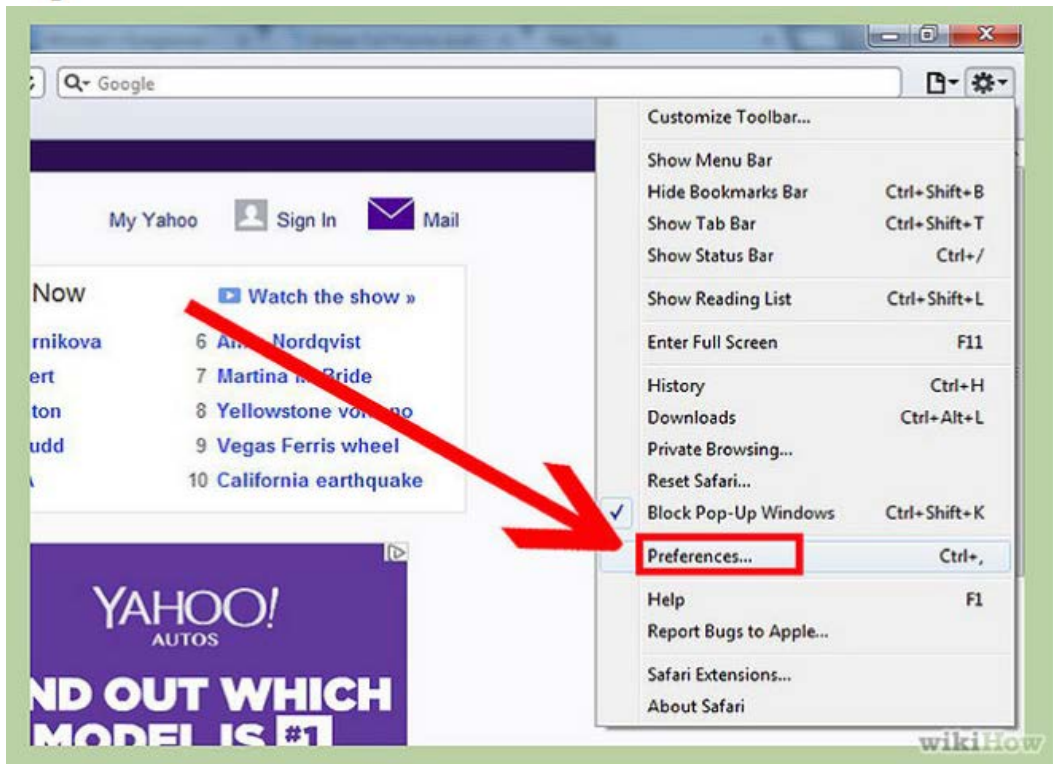 Google
Customize Toolbar...
Show Menu Bar
Hide Bookmarks Bar Ctrl+Shift+B
Show Tab Bar Ctrl+Shift+T
Show Status Bar Ctrl+/
Show Reading List Ctrl+Shift+L
Enter Full Screen F11
History Ctrl+H
Downloads Ctrl+Alt+L
Private Browsing...
Reset Safari...
Block Pop-Up Windows Ctrl+Shift+K
Preferences... Ctrl+,
Help F1
Report Bugs to Apple...
Safari Extensions...
About Safari
My Yahoo Sign In Mail
Now Watch the show »
rnikova 6 Nordqvist
ert 7 Martina
ton 8 Yellowstone
udd 9 Vegas Ferris wheel
10 California earthquake
YAHOO!
AUTOS
ND OUT WHICH
MODEL IS #1
wikiHow